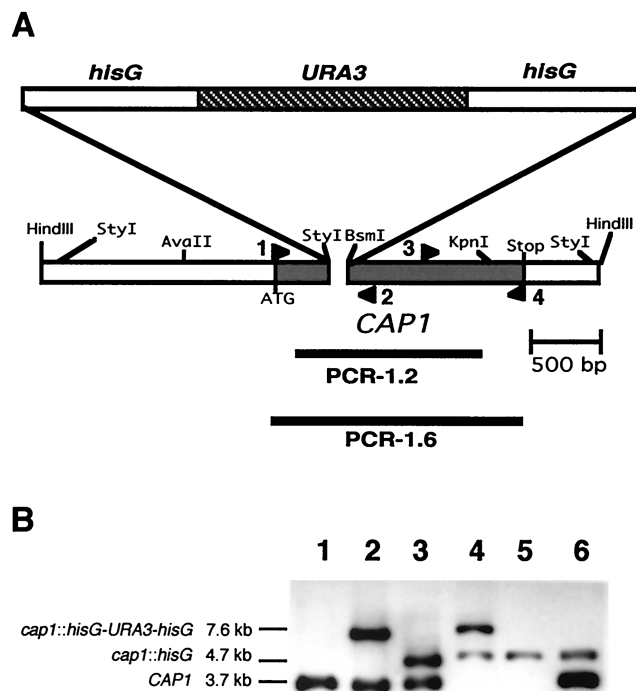 A
hisG URA3 hisG
HindIII StyI AvaII 1 StyI BsmI 3 KpnI Stop StyI HindIII
ATG 2 4
CAP1
500 bp
PCR-1.2
PCR-1.6
B
1 2 3 4 5 6
cap1::hisG-URA3-hisG 7.6 kb
cap1::hisG 4.7 kb
CAP1 3.7 kb